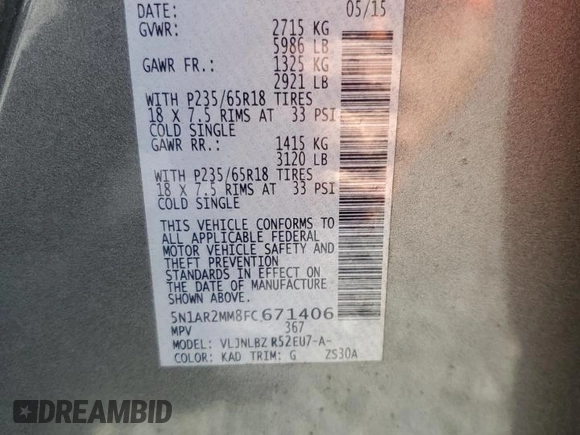 DATE: 05/15
GVWR: 2715 KG
5986 LB
GAWR FR.: 1325 KG
2921 LB
WITH P235/65R18 TIRES
18 X 7.5 RIMS AT 33 PSI
COLD SINGLE
GAWR RR.: 1415 KG
3120 LB
WITH P235/65R18 TIRES
18 X 7.5 RIMS AT 33 PSI
COLD SINGLE
THIS VEHICLE CONFORMS TO
ALL APPLICABLE FEDERAL
MOTOR VEHICLE SAFETY AND
THEFT PREVENTION
STANDARDS IN EFFECT ON
THE DATE OF MANUFACTURE
SHOWN ABOVE.
5N1AR2MM8FC671406
MPV 367
MODEL: VLJNLBZ R52EU7-A-
COLOR: KAD TRIM: G ZS30A
DREAMBID